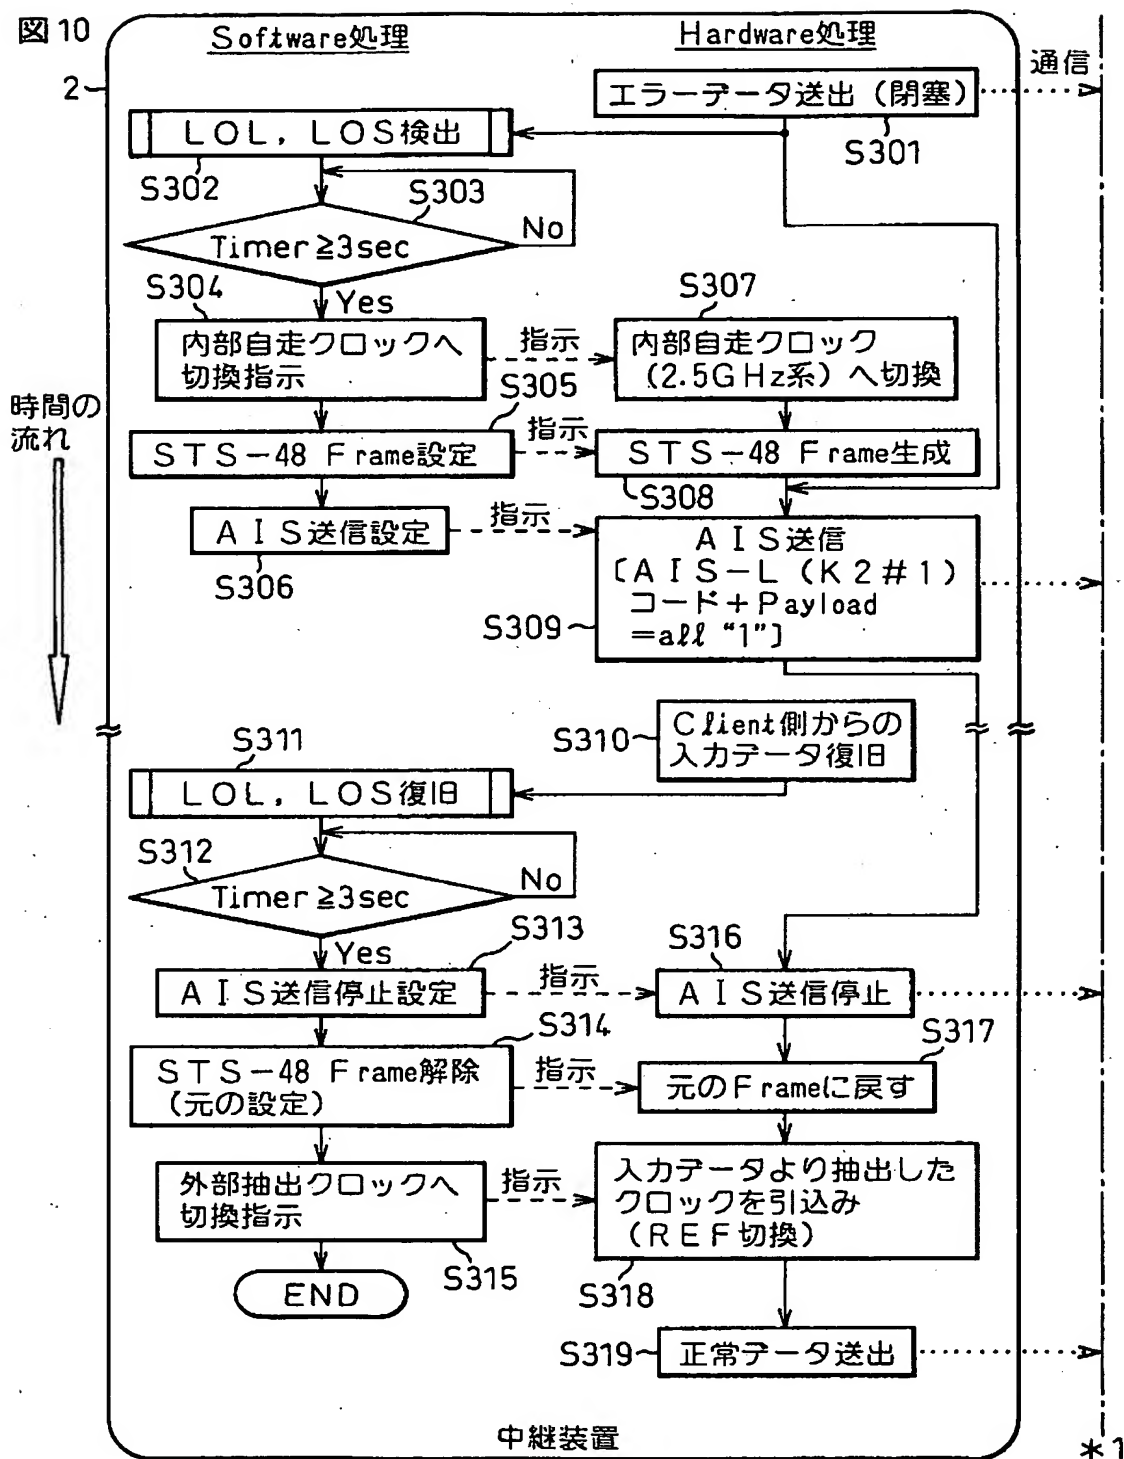 図10
Software処理
Hardware処理
通信
2
エラーデータ送出（閉塞）
S301
LOL，LOS検出
S302
S303
Timer≧3sec
No
Yes
S304
内部自走クロックへ
切換指示
指示
S307
内部自走クロック
(2.5GHz系)へ切換
時間の
流れ
S305
STS-48 Frame設定
指示
STS-48 Frame生成
S308
AIS送信設定
S306
指示
AIS送信
〔AIS-L(K2#1)
コード+Payload
=all “1”〕
S309
S310
Client側からの
入力データ復旧
S311
LOL，LOS復旧
S312
Timer≧3sec
No
Yes
S313
AIS送信停止設定
指示
S316
AIS送信停止
S314
STS-48 Frame解除
(元の設定)
指示
S317
元のFrameに戻す
外部抽出クロックへ
切換指示
S315
指示
入力データより抽出した
クロックを引込み
(REF切換)
S318
END
S319
正常データ送出
中継装置
*1